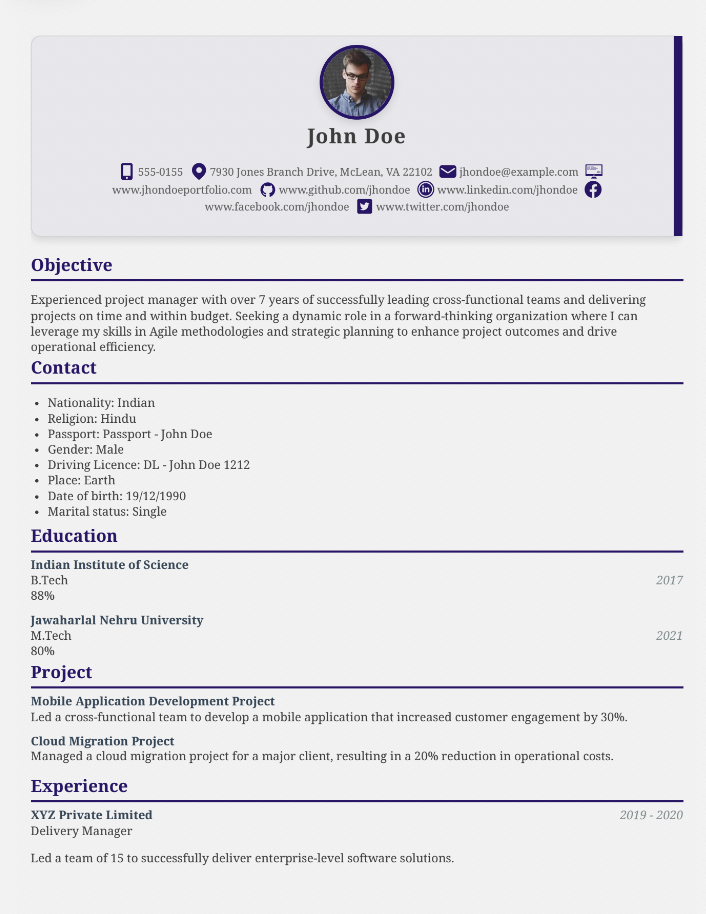 John Doe
555-0155 7930 Jones Branch Drive, McLean, VA 22102 jhondoe@example.com
www.jhondoeportfolio.com www.github.com/jhondoe www.linkedin.com/jhondoe
www.facebook.com/jhondoe www.twitter.com/jhondoe
Objective
Experienced project manager with over 7 years of successfully leading cross-functional teams and delivering
projects on time and within budget. Seeking a dynamic role in a forward-thinking organization where I can
leverage my skills in Agile methodologies and strategic planning to enhance project outcomes and drive
operational efficiency.
Contact
• Nationality: Indian
• Religion: Hindu
• Passport: Passport - John Doe
• Gender: Male
• Driving Licence: DL - John Doe 1212
• Place: Earth
• Date of birth: 19/12/1990
• Marital status: Single
Education
Indian Institute of Science
B.Tech 2017
88%
Jawaharlal Nehru University
M.Tech 2021
80%
Project
Mobile Application Development Project
Led a cross-functional team to develop a mobile application that increased customer engagement by 30%.
Cloud Migration Project
Managed a cloud migration project for a major client, resulting in a 20% reduction in operational costs.
Experience
XYZ Private Limited 2019 - 2020
Delivery Manager
Led a team of 15 to successfully deliver enterprise-level software solutions.